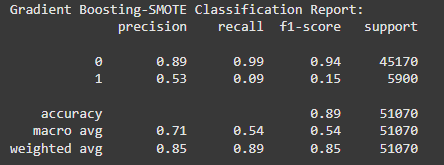 Gradient Boosting-SMOTE Classification Report:
precision recall f1-score support
0 0.89 0.99 0.94 45170
1 0.53 0.09 0.15 5900
accuracy 0.89 51070
macro avg 0.71 0.54 0.54 51070
weighted avg 0.85 0.89 0.85 51070